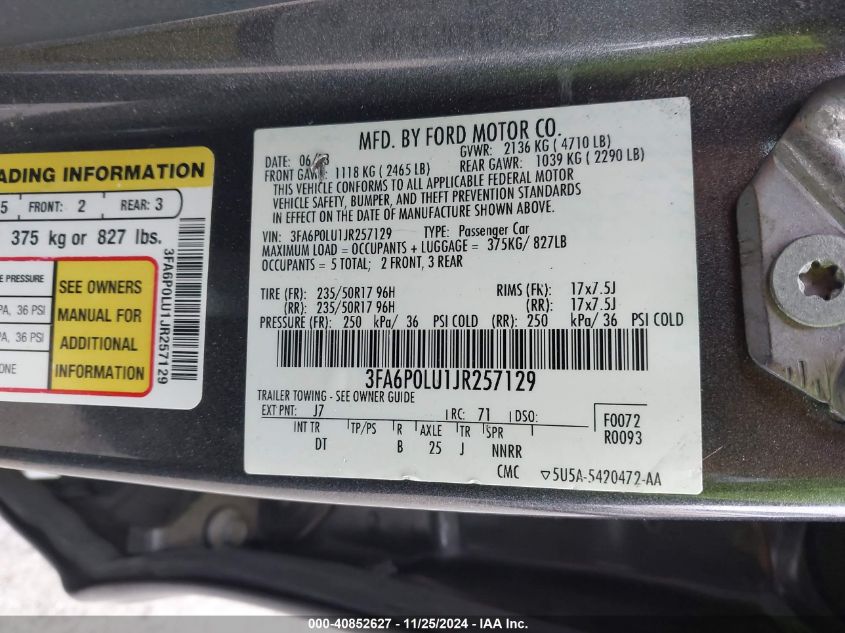 ADING INFORMATION
5 FRONT: 2 REAR: 3
375 kg or 827 lbs.
E PRESSURE
PA, 36 PSI
PA, 36 PSI
ONE
SEE OWNERS
MANUAL FOR
ADDITIONAL
INFORMATION
3FA6P0LU1JR257129
MFD. BY FORD MOTOR CO.
DATE: 06/ GVWR: 2136 KG ( 4710 LB)
FRONT GAWR: 1118 KG ( 2465 LB) REAR GAWR: 1039 KG ( 2290 LB)
THIS VEHICLE CONFORMS TO ALL APPLICABLE FEDERAL MOTOR
VEHICLE SAFETY, BUMPER, AND THEFT PREVENTION STANDARDS
IN EFFECT ON THE DATE OF MANUFACTURE SHOWN ABOVE.
VIN: 3FA6P0LU1JR257129 TYPE: Passenger Car
MAXIMUM LOAD = OCCUPANTS + LUGGAGE = 375KG/ 827LB
OCCUPANTS = 5 TOTAL; 2 FRONT, 3 REAR
TIRE (FR): 235/50R17 96H RIMS (FK): 17x7.5J
(RR): 235/50R17 96H (RR): 17x7.5J
PRESSURE (FR): 250 kPa/ 36 PSI COLD (RR): 250 kPa/ 36 PSI COLD
3FA6P0LU1JR257129
TRAILER TOWING - SEE OWNER GUIDE
EXT PNT: J7 RC: 71 DSO: F0072
INT TR TP/PS R AXLE TR SPR R0093
DT B 25 J NNRR
CMC ▽5U5A-5420472-AA
000-40852627 - 11/25/2024 - IAA Inc.